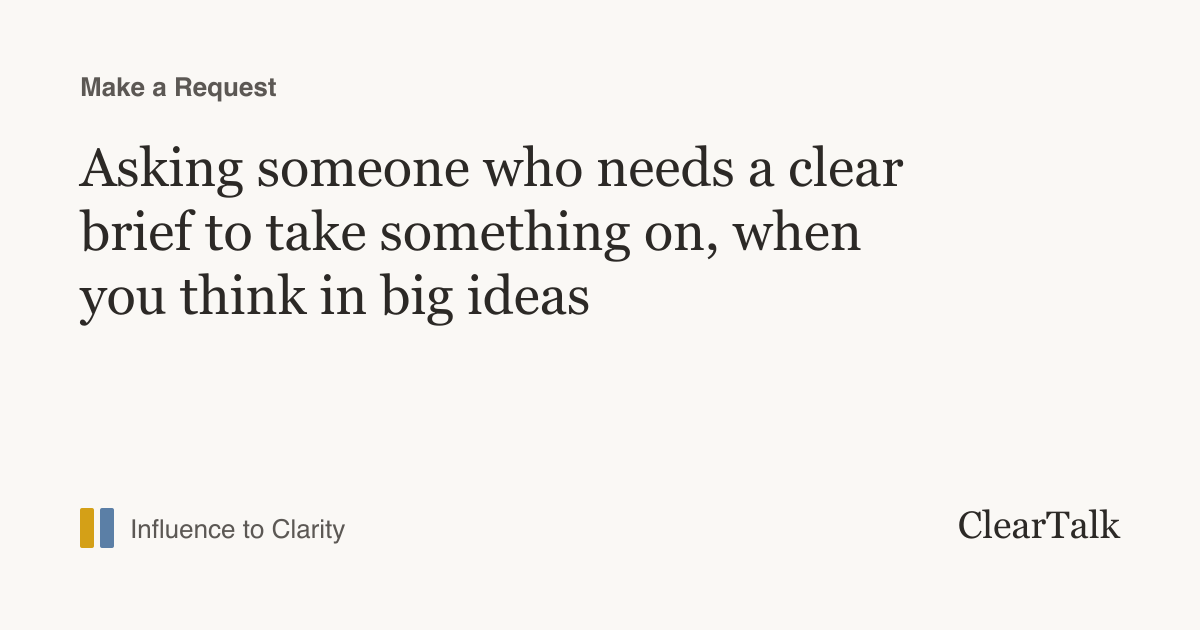 Make a Request
Asking someone who needs a clear
brief to take something on, when
you think in big ideas
Influence to Clarity
ClearTalk